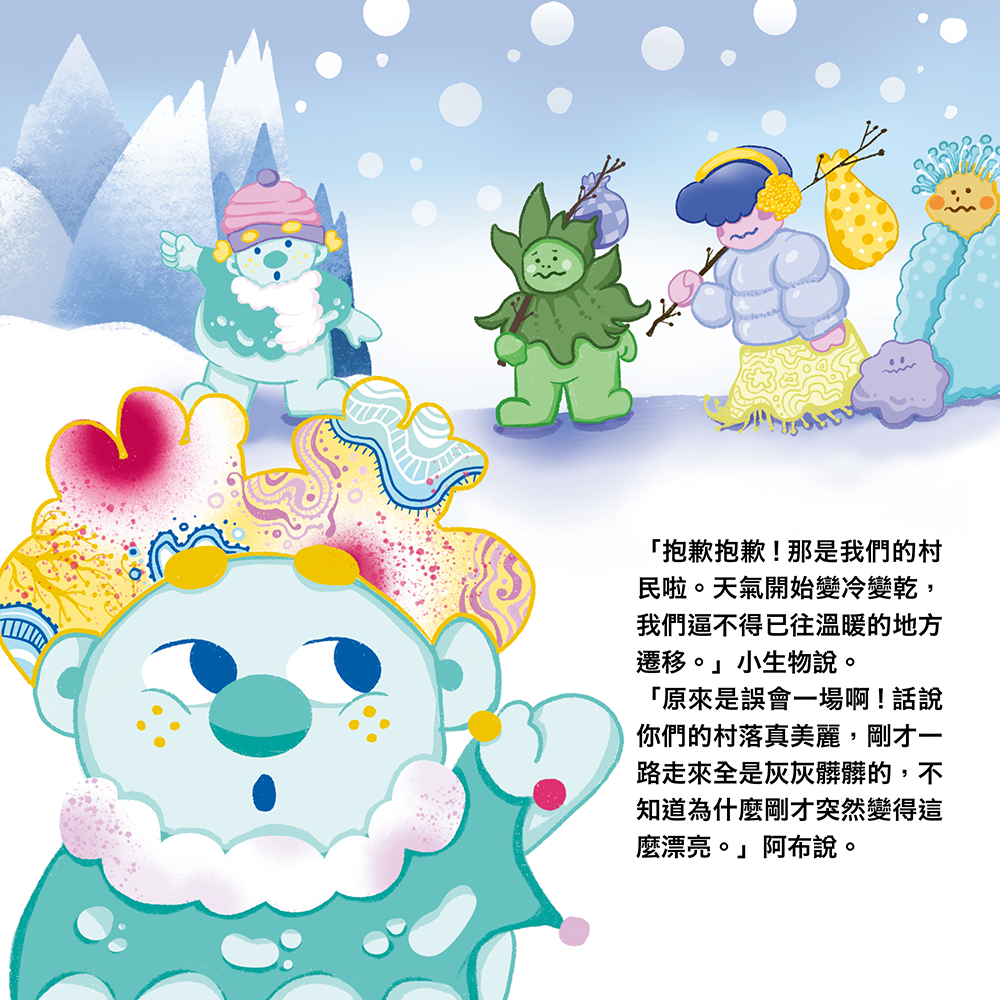 「抱歉抱歉！那是我們的村
民啦。天氣開始變冷變乾，
我們逼不得已往溫暖的地方
遷移。」小生物說。
「原來是誤會一場啊！話說
你們的村落真美麗，剛才一
路走來全是灰灰髒髒的，不
知道為什麼剛才突然變得這
麼漂亮。」阿布說。